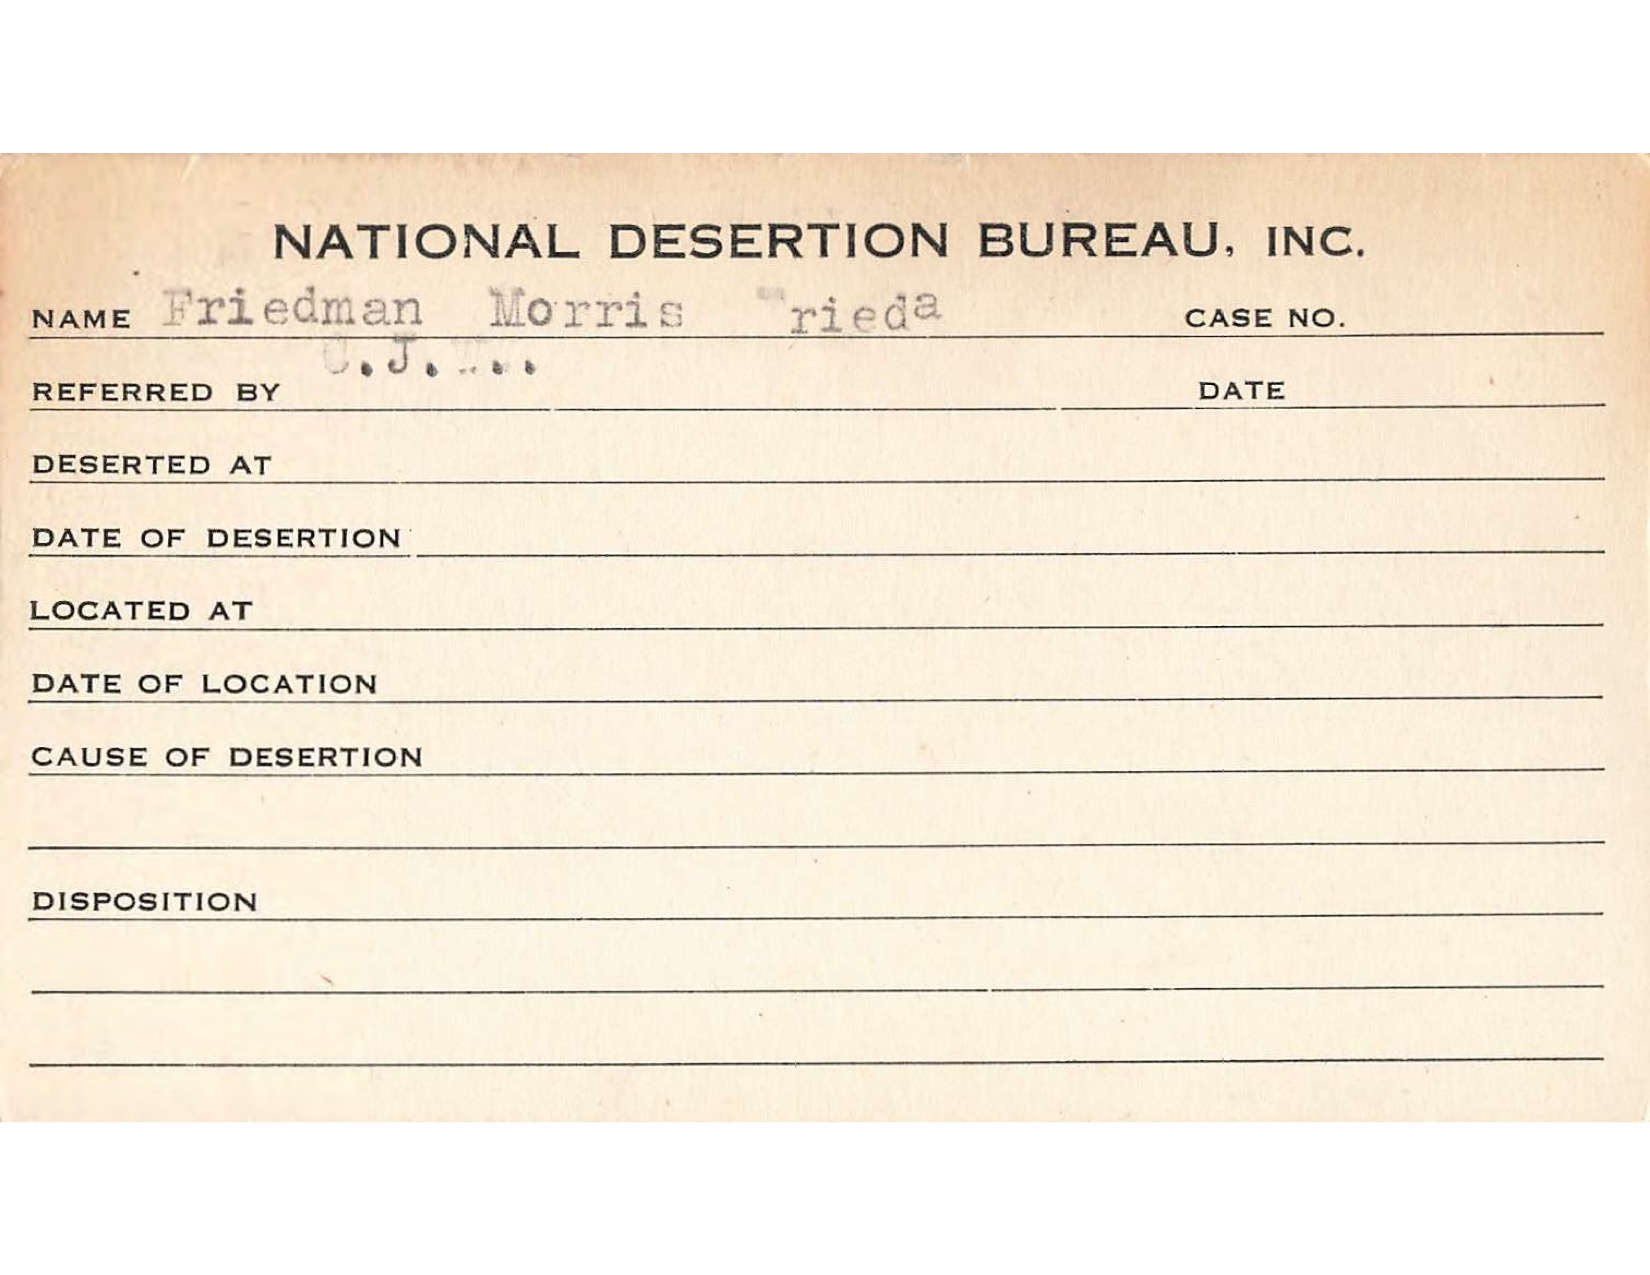 NATIONAL DESERTION BUREAU, INC.
NAME Friedman Morris Frieda CASE NO.
REFERRED BY DATE
DESERTED AT
DATE OF DESERTION
LOCATED AT
DATE OF LOCATION
CAUSE OF DESERTION
DISPOSITION